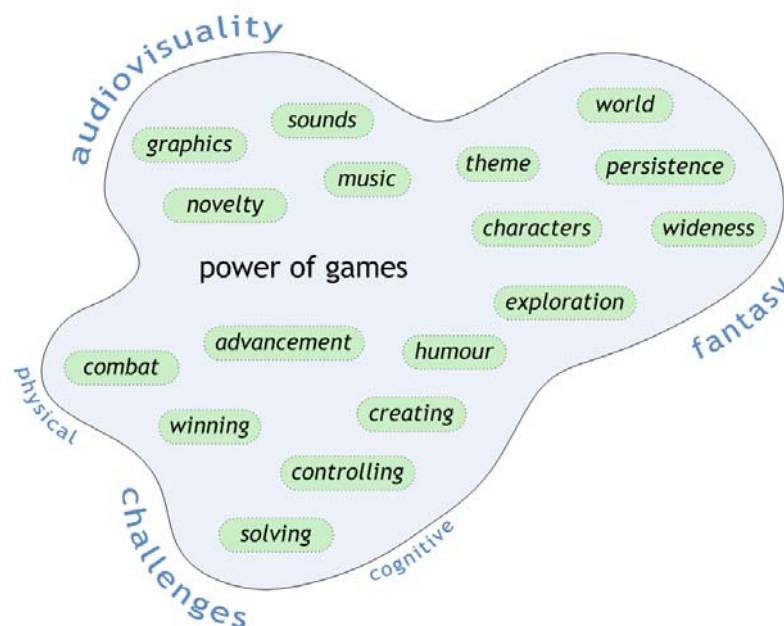 audiovisuality
sounds
world
graphics
theme
persistence
music
novelty
characters
wideness
power of games
exploration
fantasy
advancement
humour
combat
physical
creating
winning
controlling
challenges
solving
cognitive